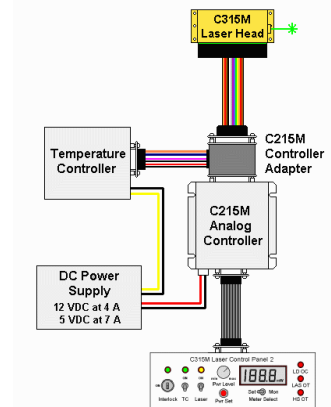 C315M
Laser Head
C215M
Controller
Adapter
Temperature
Controller
C215M
Analog
Controller
DC Power
Supply
12 VDC at 4 A
5 VDC at 7 A
C315M Laser Control Panel 2
188.8
Pwr Level
LD OC
LAS OT
HS OT
Interlock TC Laser
Pwr Set
Set Mon
Meter Select